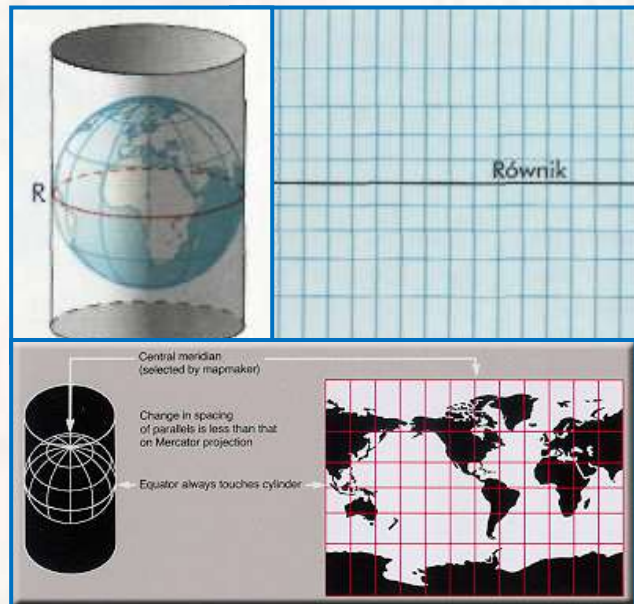 R
Równik
Central meridian
(selected by mapmaker)
Change in spacing
of parallels is less than that
on Mercator projection
Equator always touches cylinder